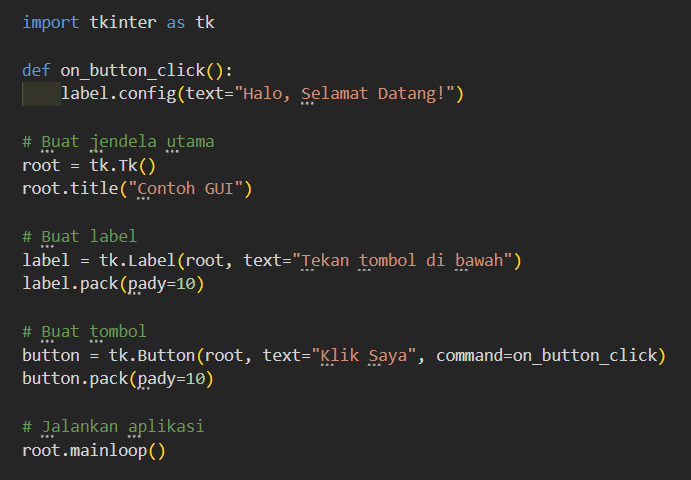 import tkinter as tk
def on_button_click():
    label.config(text="Halo, Selamat Datang!")
# Buat jendela utama
root = tk.Tk()
root.title("Contoh GUI")
# Buat label
label = tk.Label(root, text="Tekan tombol di bawah")
label.pack(pady=10)
# Buat tombol
button = tk.Button(root, text="Klik Saya", command=on_button_click)
button.pack(pady=10)
# Jalankan aplikasi
root.mainloop()